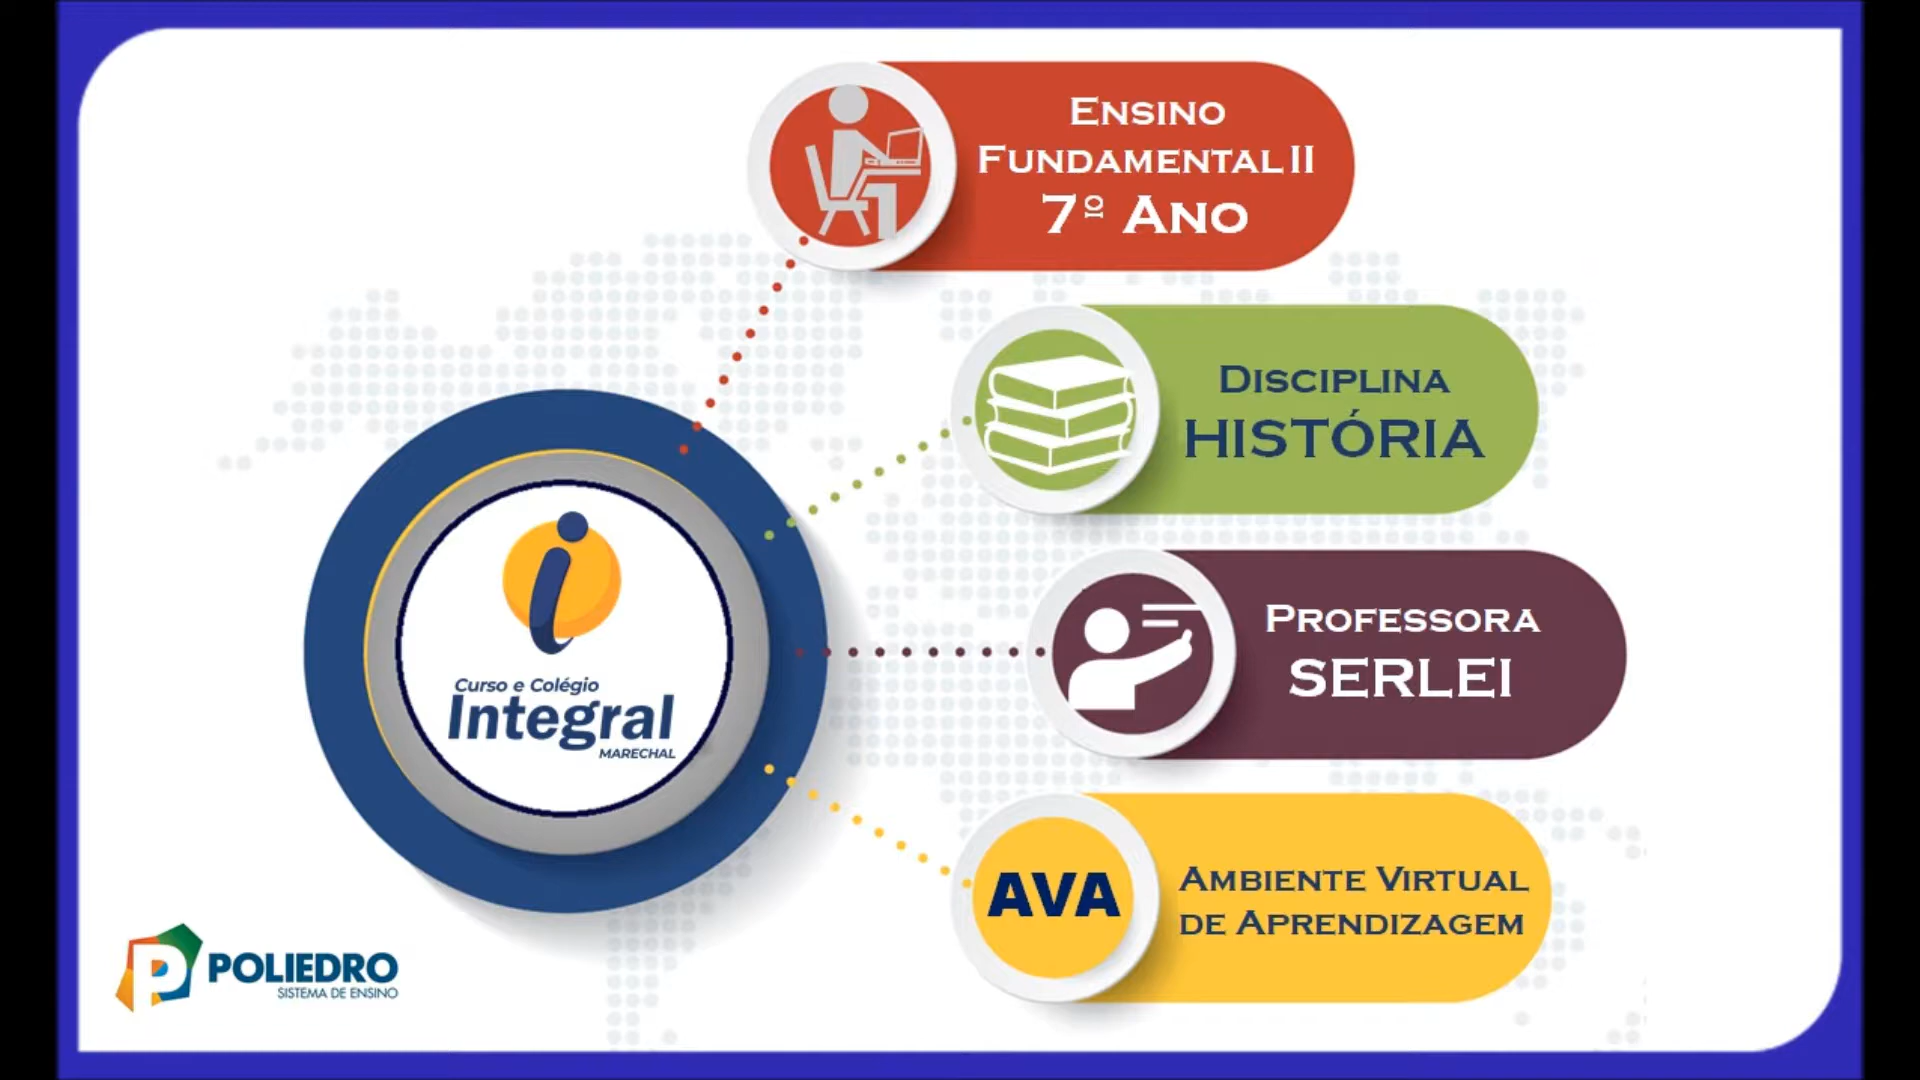 ENSINO
FUNDAMENTAL II
7º ANO
DISCIPLINA
HISTÓRIA
PROFESSORA
SERLEI
AVA
AMBIENTE VIRTUAL
DE APRENDIZAGEM
Curso e Colégio
Integral
MARECHAL
POLIEDRO
SISTEMA DE ENSINO